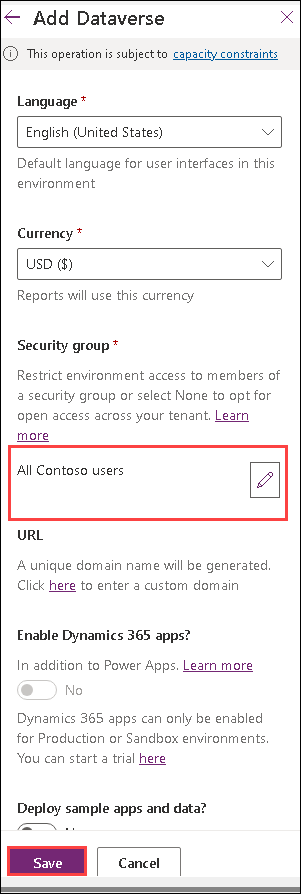 Add Dataverse
This operation is subject to capacity constraints
Language *
English (United States)
Default language for user interfaces in this
environment
Currency *
USD ($)
Reports will use this currency
Security group *
Restrict environment access to members of
a security group or select None to opt for
open access across your tenant. Learn
more
All Contoso users
URL
A unique domain name will be generated.
Click here to enter a custom domain
Enable Dynamics 365 apps?
In addition to Power Apps. Learn more
No
Dynamics 365 apps can only be enabled
for Production or Sandbox environments.
You can start a trial here
Deploy sample apps and data?
Save
Cancel